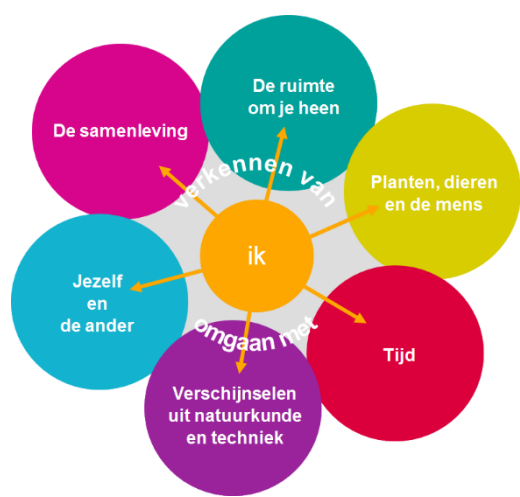 De ruimte
om je heen
De samenleving
verkennen van
Planten, dieren
en de mens
ik
Jezelf
en
de ander
omgaan met
Tijd
Verschijnselen
uit natuurkunde
en techniek